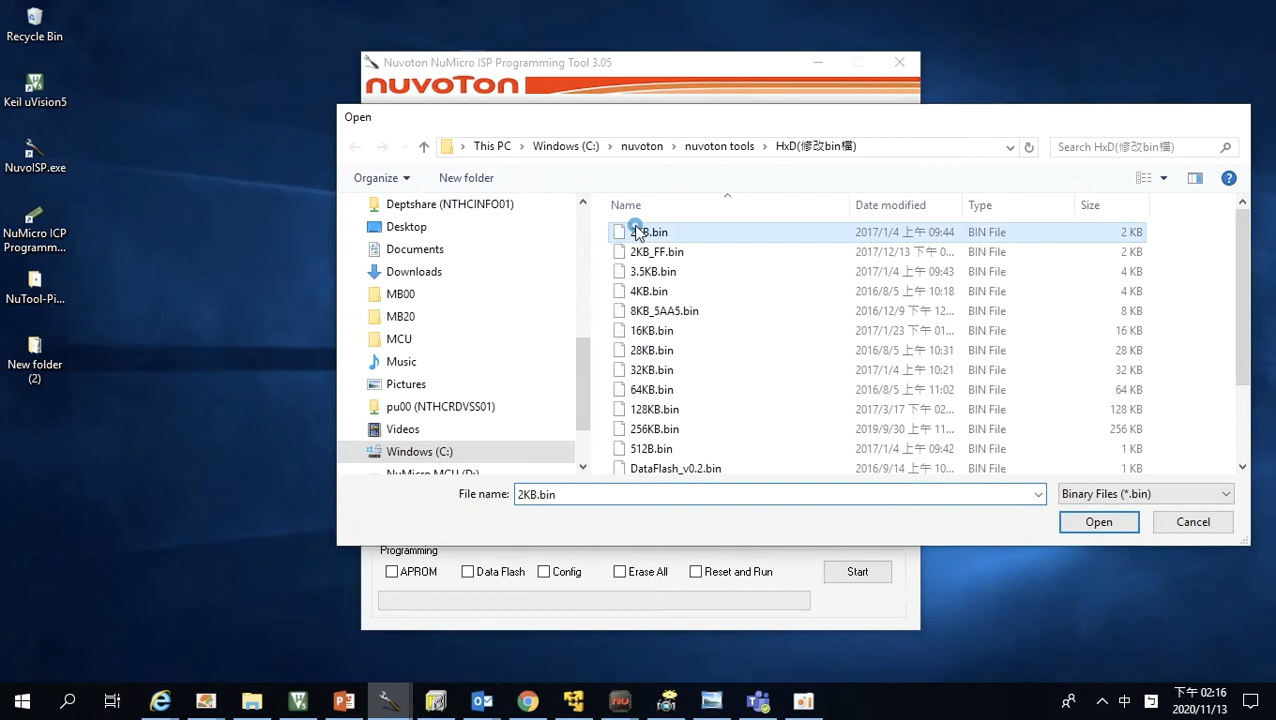 Recycle Bin
Keil uVision5
NuvoISP.exe
NuMicro ICP
Programm...
NuTool-Pi...
New folder
(2)
Nuvoton NuMicro ISP Programming Tool 3.05
nuvoTon
Open
This PC > Windows (C:) > nuvoton > nuvoton tools > HxD(修改bin檔)
Search HxD(修改bin檔)
Organize
New folder
Deptshare (NTHCINFO01)
Desktop
Documents
Downloads
MB00
MB20
MCU
Music
Pictures
pu00 (NTHCRDVSS01)
Videos
Windows (C:)
NuMicro MCU (D:)
Name Date modified Type Size
2KB.bin 2017/1/4 上午 09:44 BIN File 2 KB
2KB_FF.bin 2017/12/13 下午 0... BIN File 2 KB
3.5KB.bin 2017/1/4 上午 09:43 BIN File 4 KB
4KB.bin 2016/8/5 上午 10:18 BIN File 4 KB
8KB_5AA5.bin 2016/12/9 下午 12... BIN File 8 KB
16KB.bin 2017/1/23 下午 01... BIN File 16 KB
28KB.bin 2016/8/5 上午 10:31 BIN File 28 KB
32KB.bin 2017/1/4 上午 10:21 BIN File 32 KB
64KB.bin 2016/8/5 上午 11:02 BIN File 64 KB
128KB.bin 2017/3/17 下午 02... BIN File 128 KB
256KB.bin 2019/9/30 上午 11... BIN File 256 KB
512B.bin 2017/1/4 上午 09:42 BIN File 1 KB
DataFlash_v0.2.bin 2016/9/14 上午 10... BIN File 1 KB
File name: 2KB.bin
Binary Files (*.bin)
Open
Cancel
Programming
APROM Data Flash Config Erase All Reset and Run Start
中
下午 02:16
2020/11/13